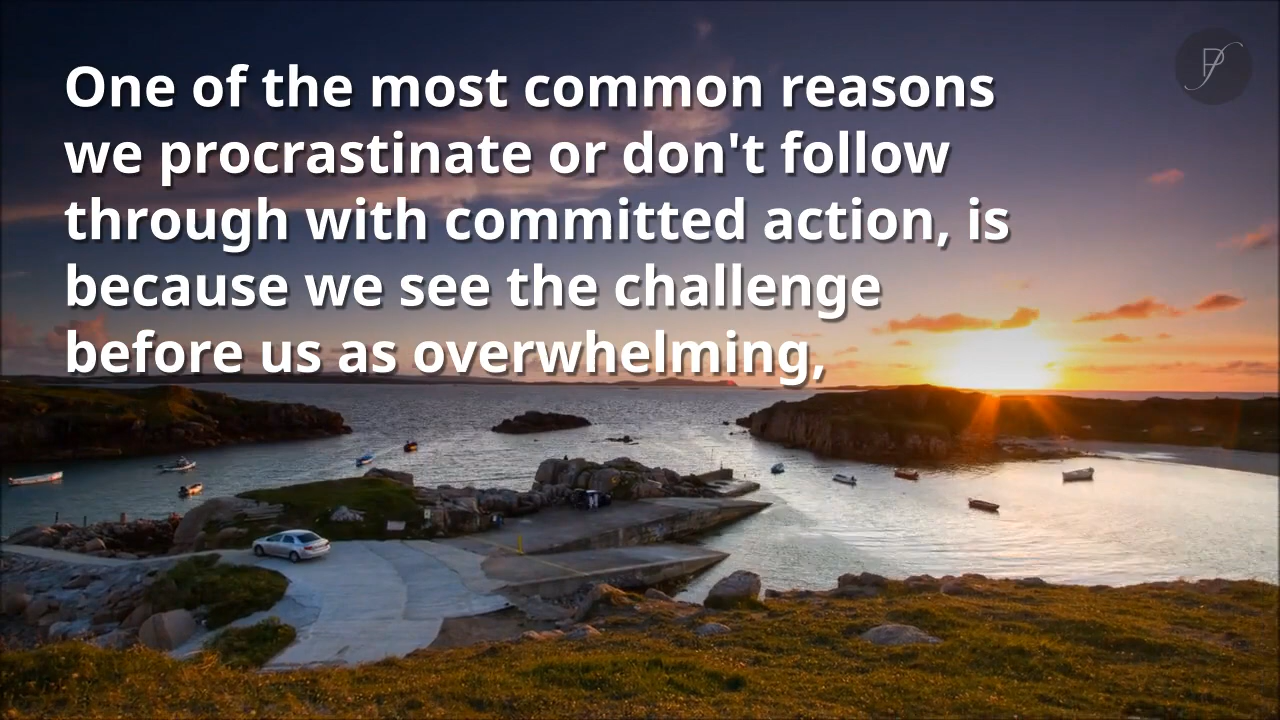 One of the most common reasons
we procrastinate or don't follow
through with committed action, is
because we see the challenge
before us as overwhelming,